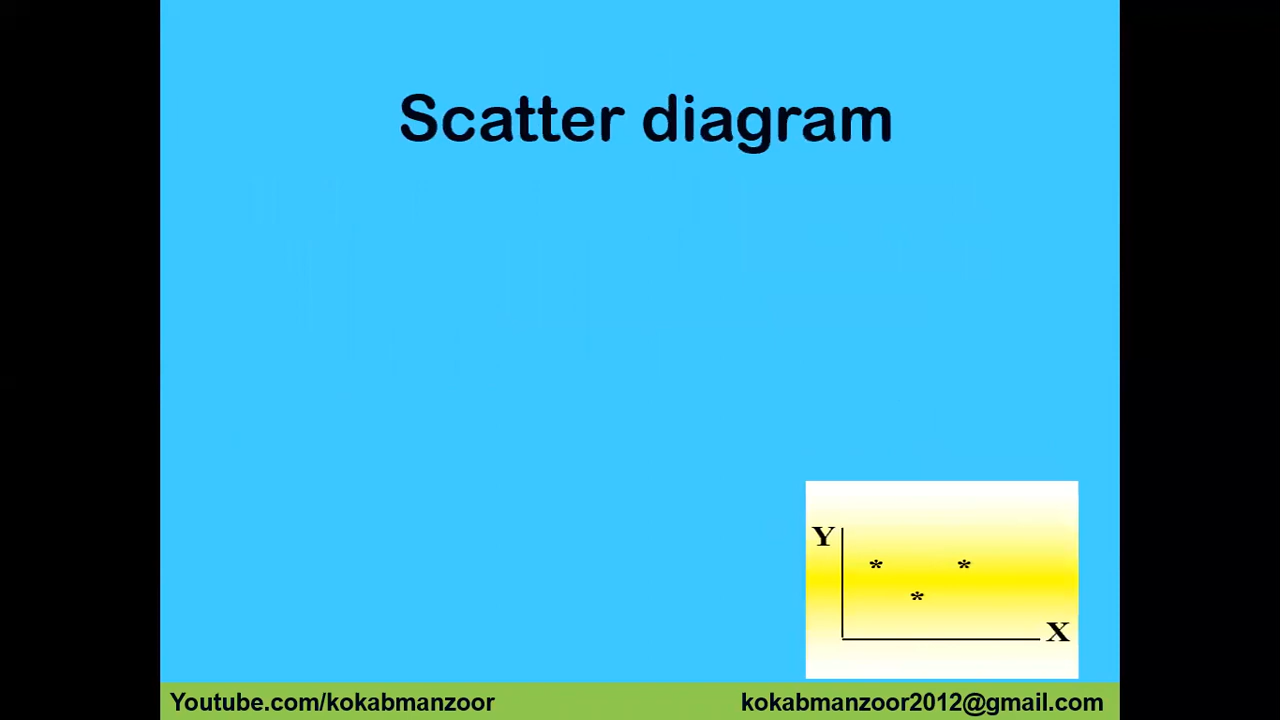 Scatter diagram
Y
* *
*
X
Youtube.com/kokabmanzoor
kokabmanzoor2012@gmail.com